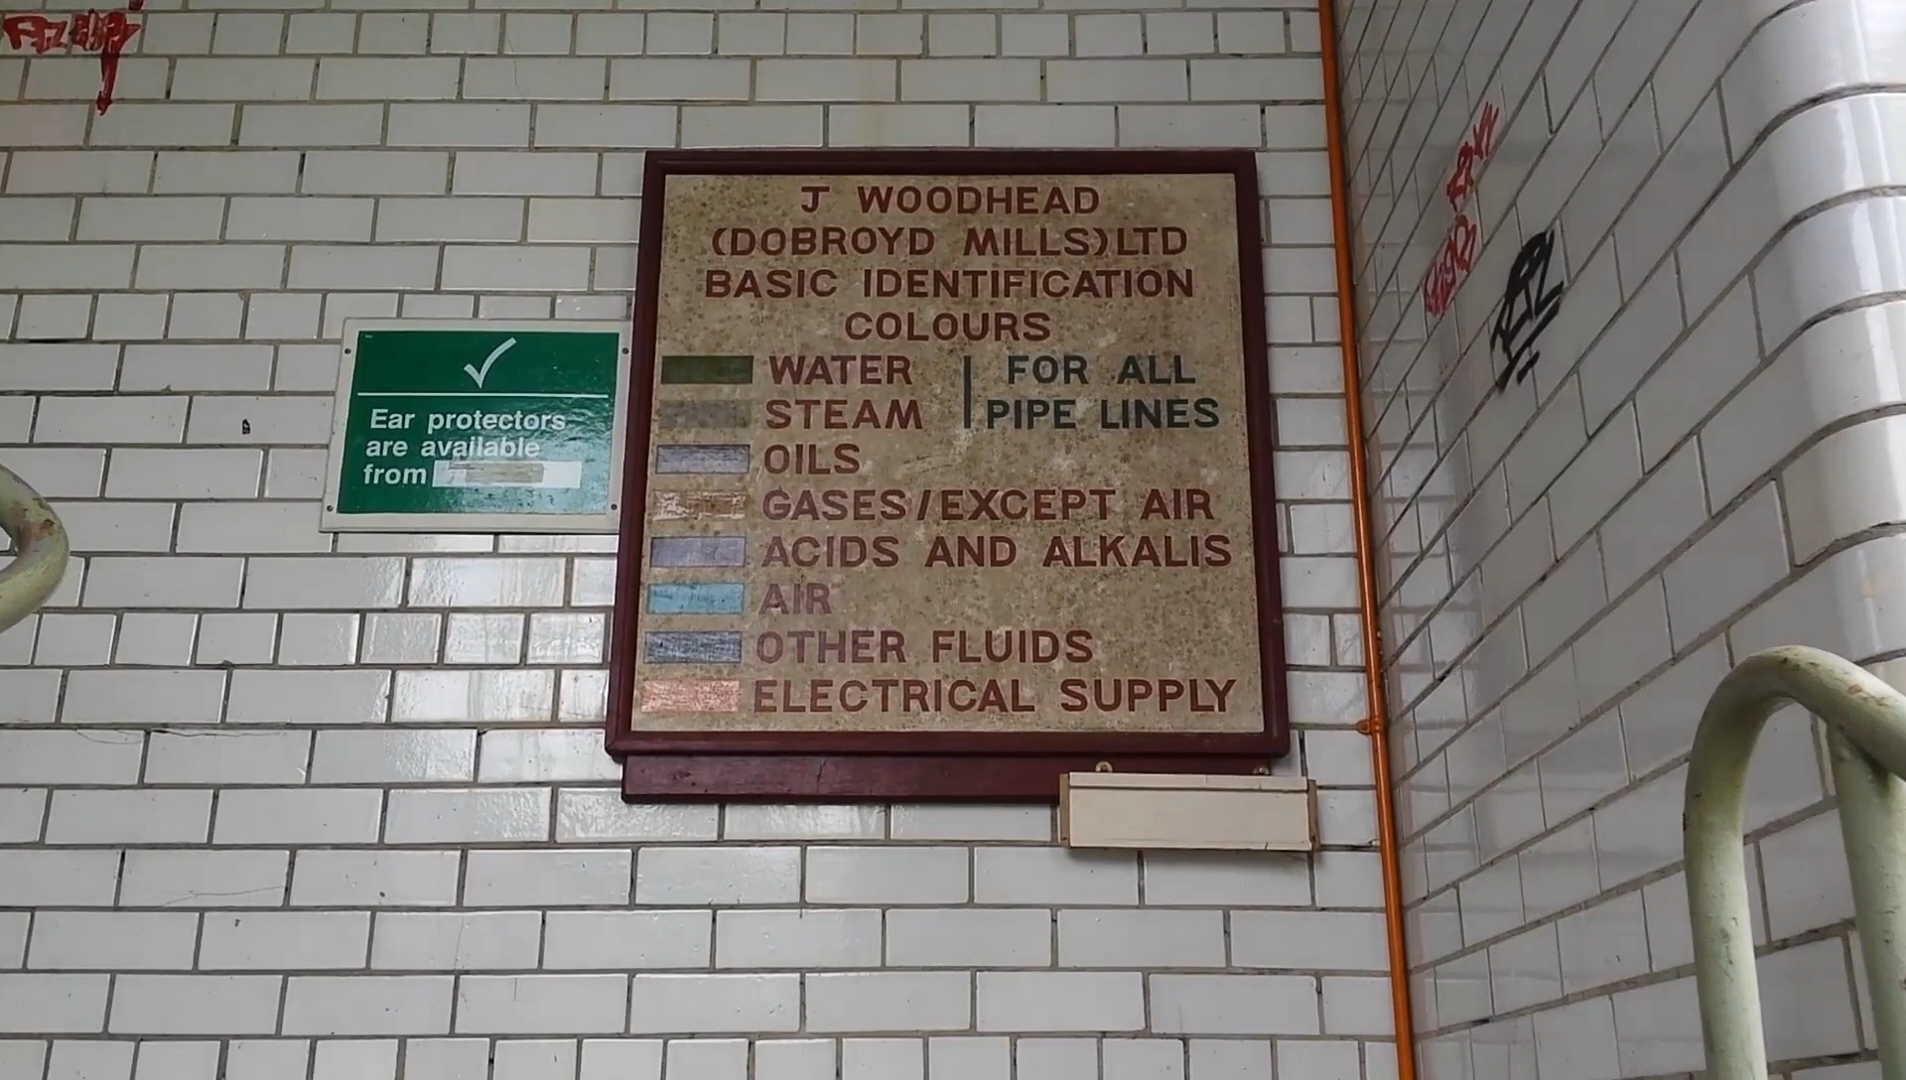 J WOODHEAD
(DOBROYD MILLS) LTD
BASIC IDENTIFICATION
COLOURS
WATER FOR ALL
STEAM PIPE LINES
OILS
GASES/EXCEPT AIR
ACIDS AND ALKALIS
AIR
OTHER FLUIDS
ELECTRICAL SUPPLY
Ear protectors
are available
from